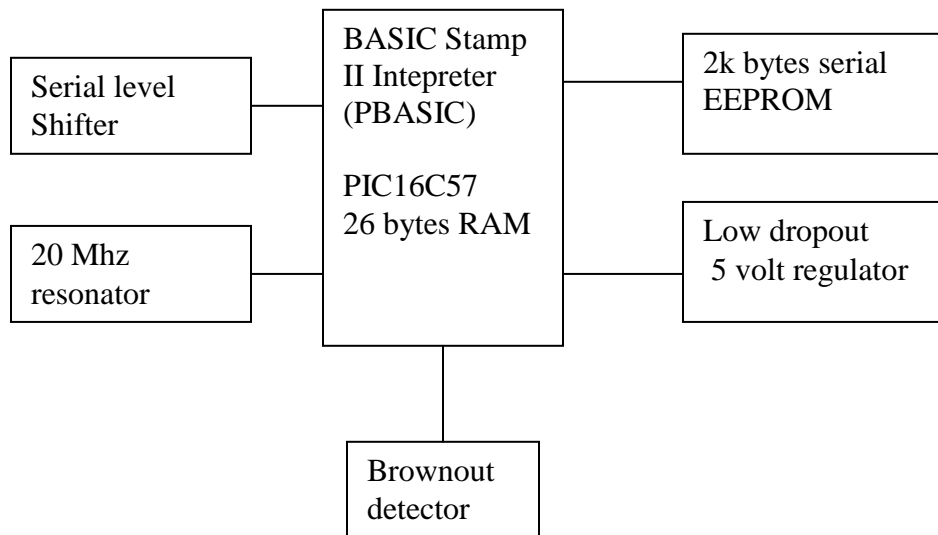 Serial level
Shifter
20 Mhz
resonator
BASIC Stamp
II Intepreter
(PBASIC)
PIC16C57
26 bytes RAM
2k bytes serial
EEPROM
Low dropout
5 volt regulator
Brownout
detector